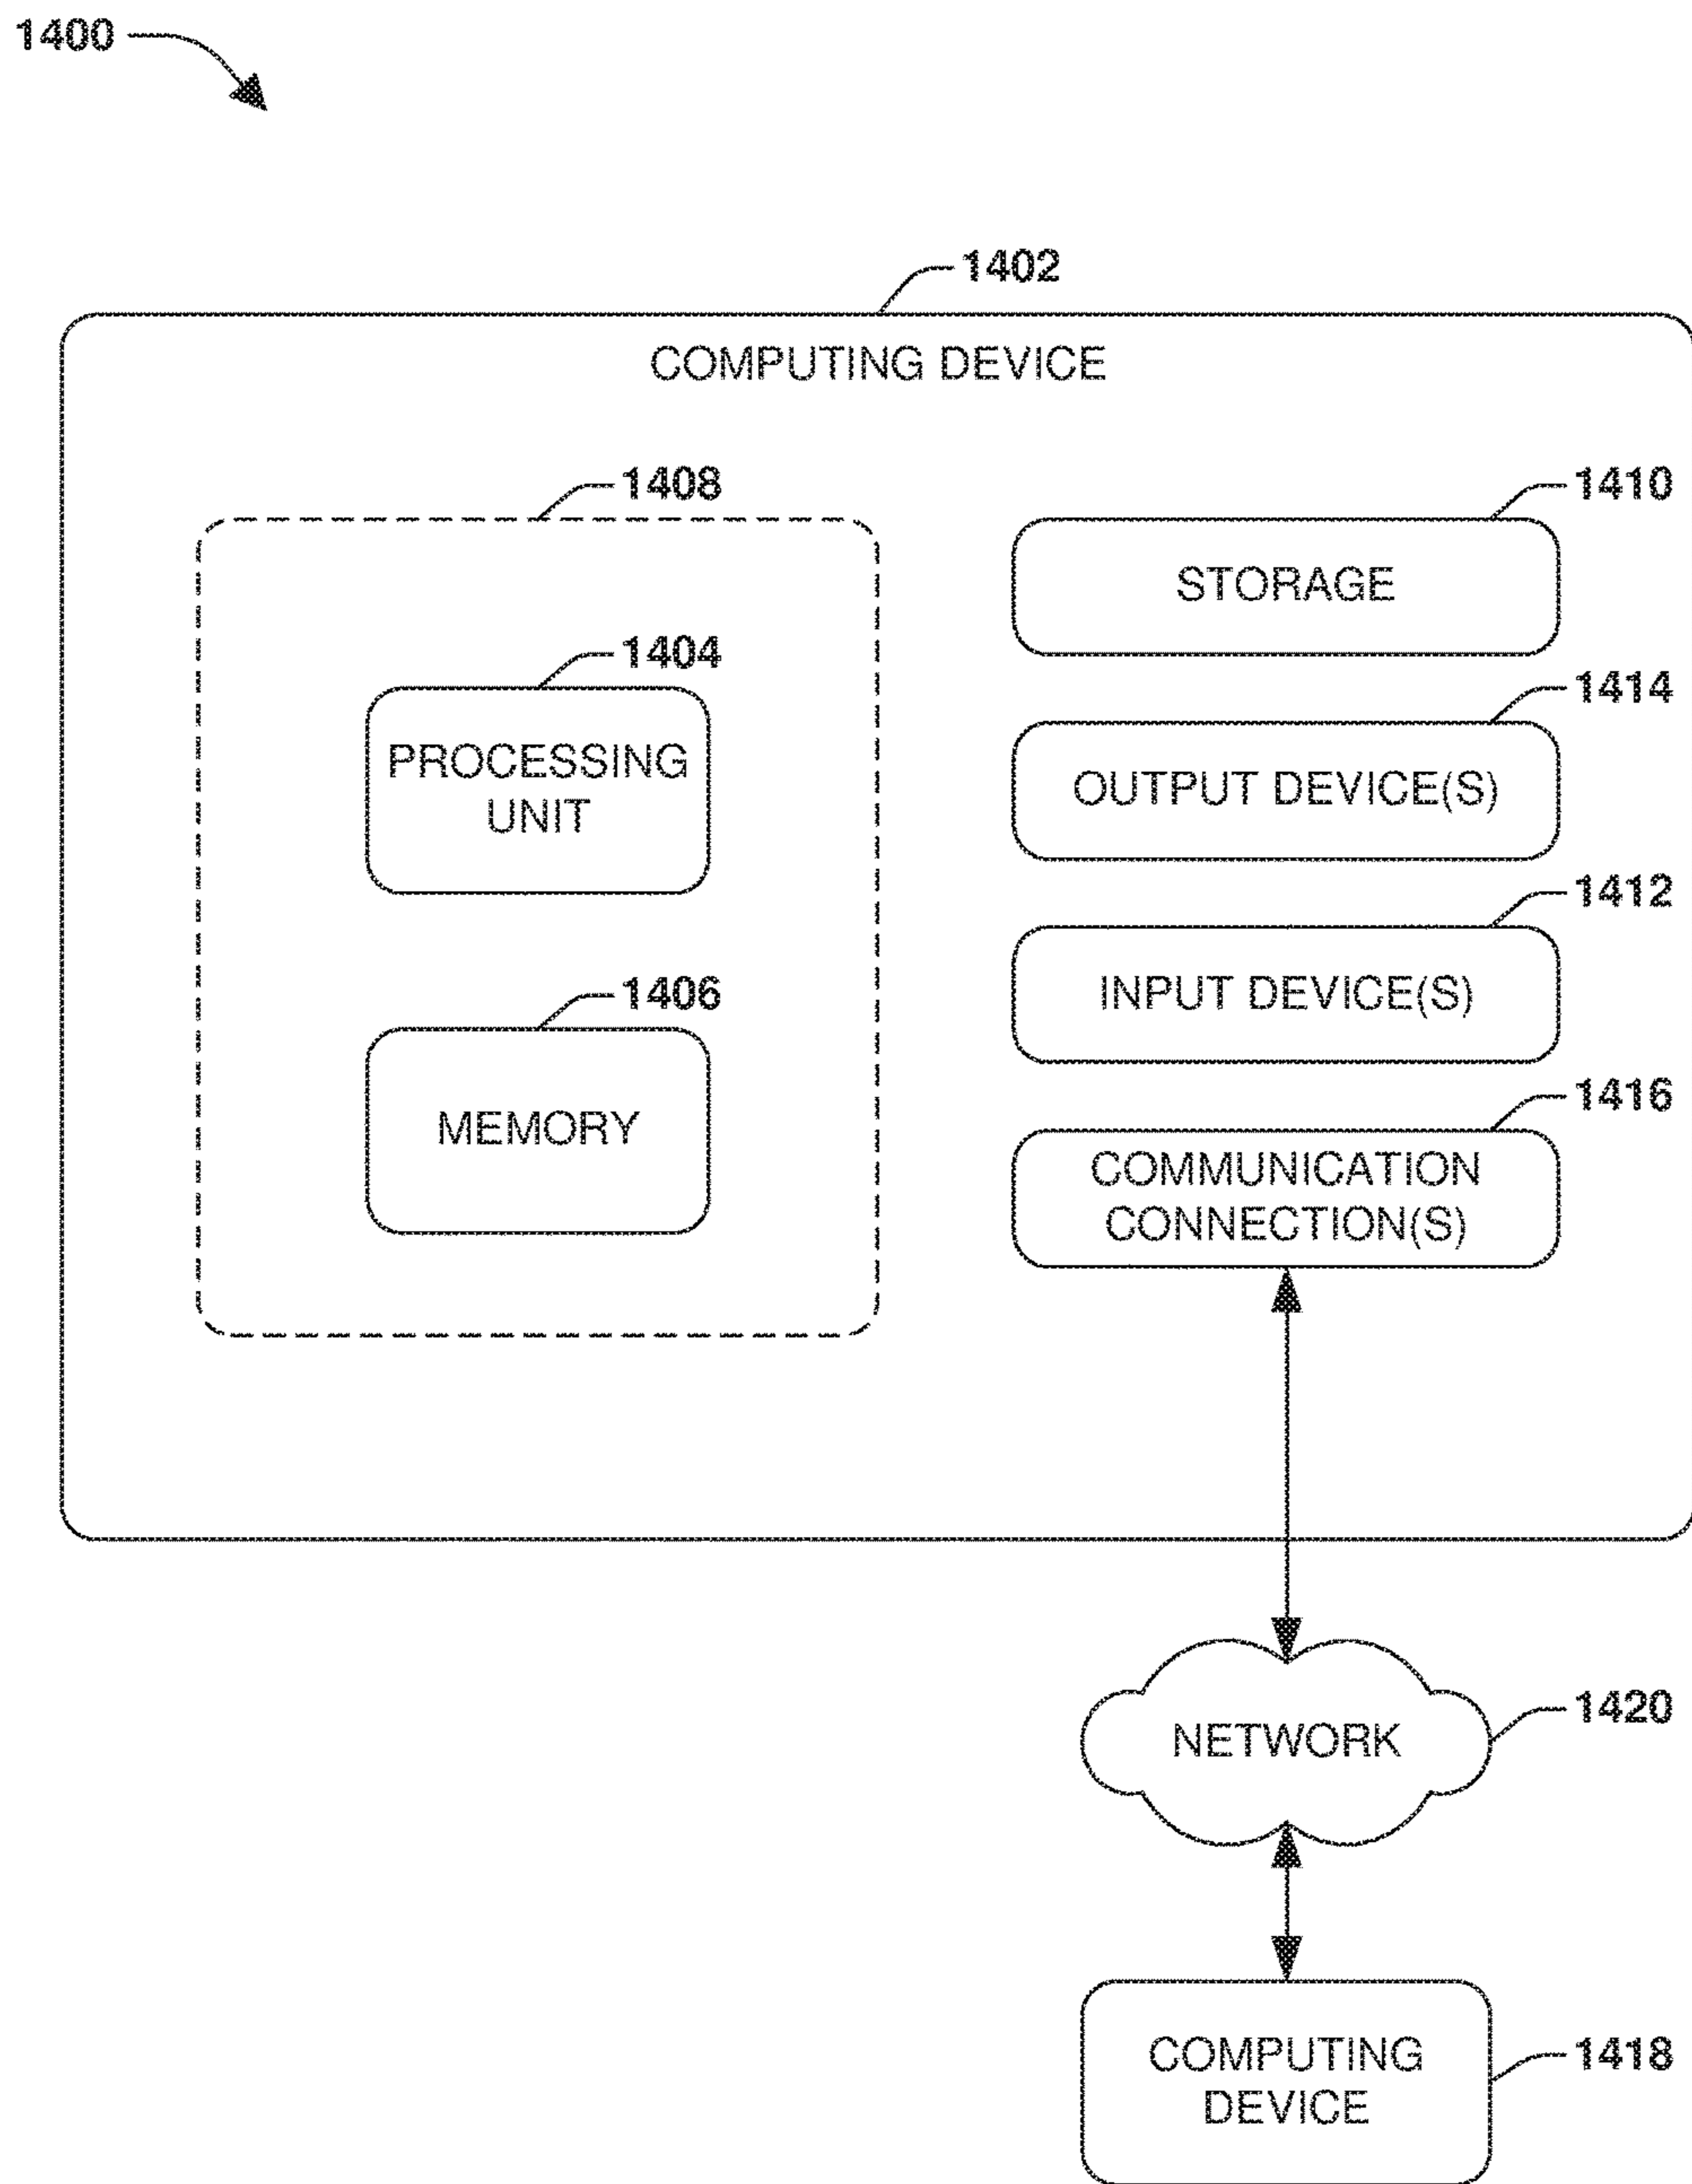 1400
1402
COMPUTING DEVICE
1408
1410
STORAGE
1404
1414
PROCESSING
UNIT
OUTPUT DEVICE(S)
1412
1406
INPUT DEVICE(S)
MEMORY
1416
COMMUNICATION
CONNECTION(S)
1420
NETWORK
1418
COMPUTING
DEVICE